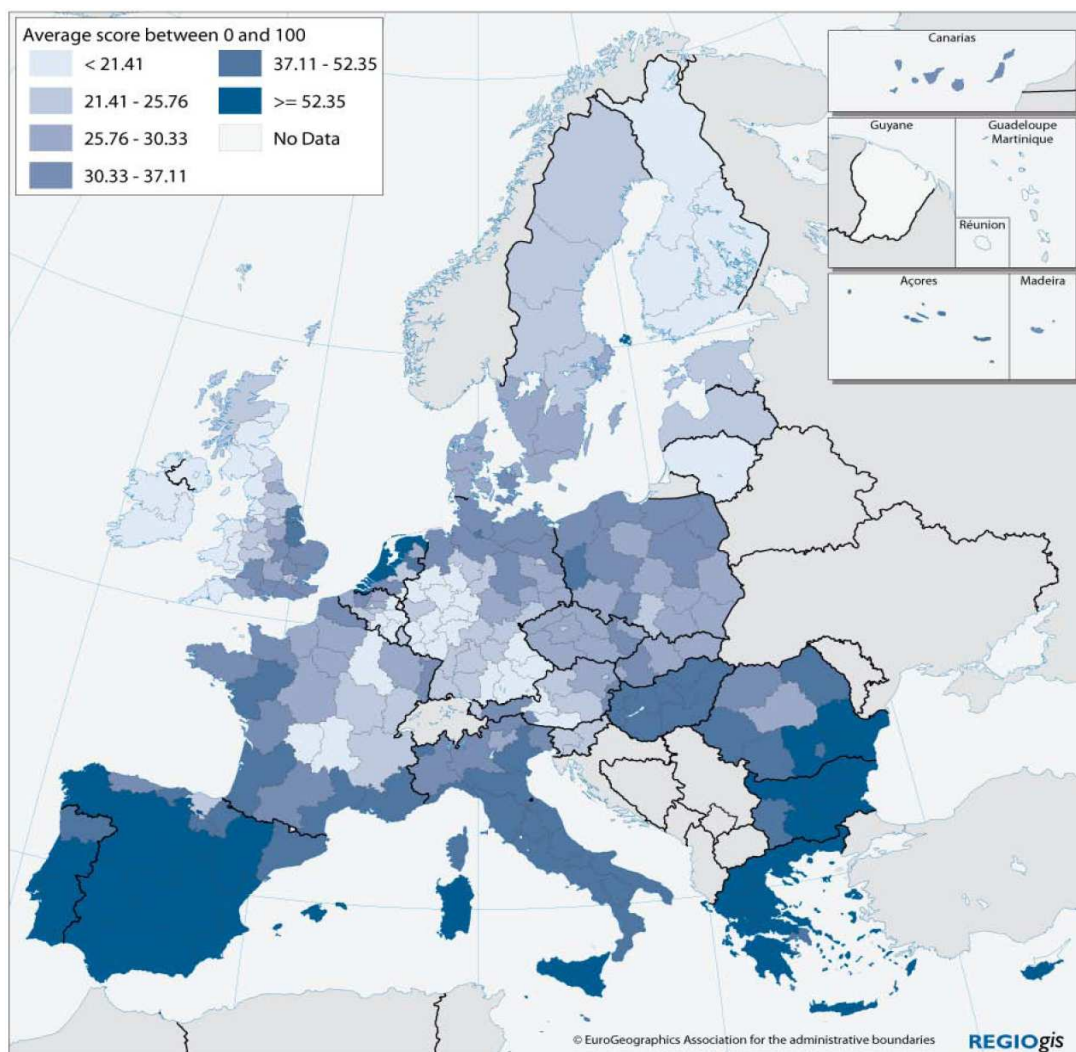 Average score between 0 and 100
< 21.41
21.41 - 25.76
25.76 - 30.33
30.33 - 37.11
37.11 - 52.35
>= 52.35
No Data
Canarias
Guyane
Guadeloupe
Martinique
Réunion
Açores
Madeira
© EuroGeographics Association for the administrative boundaries
REGIOgis